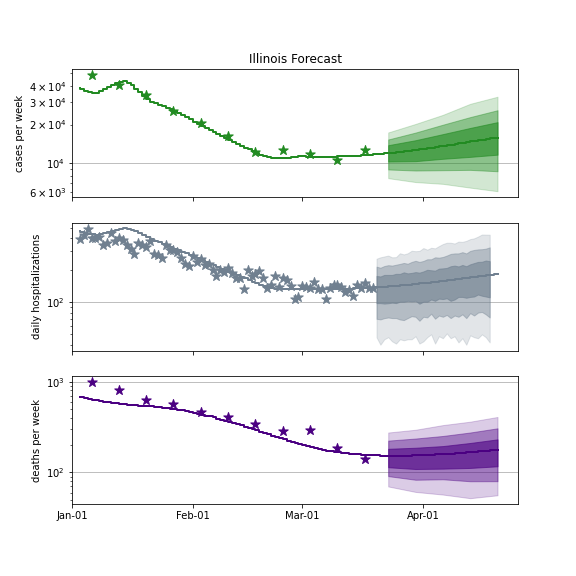 Illinois Forecast
cases per week
4 × 10⁴
3 × 10⁴
2 × 10⁴
10⁴
6 × 10³
daily hospitalizations
10²
deaths per week
10³
10²
Jan-01 Feb-01 Mar-01 Apr-01